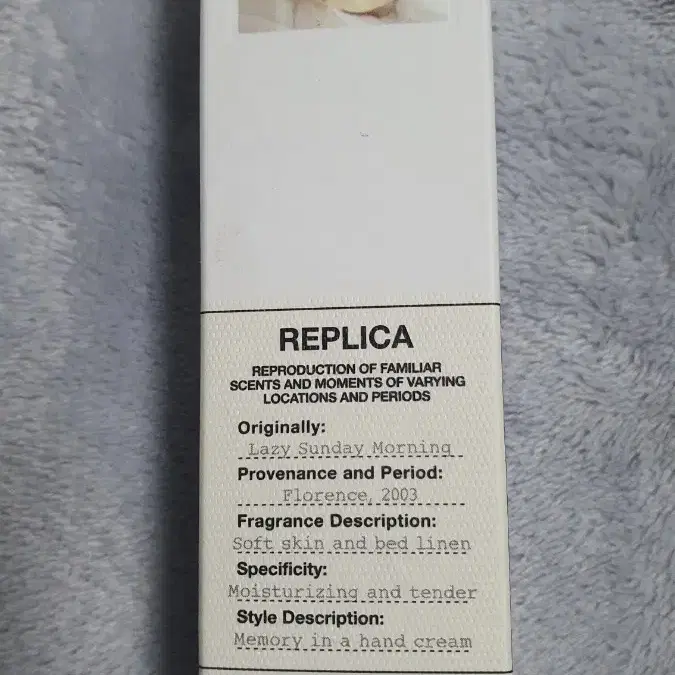 REPLICA
REPRODUCTION OF FAMILIAR
SCENTS AND MOMENTS OF VARYING
LOCATIONS AND PERIODS
Originally:
Lazy Sunday Morning
Provenance and Period:
Florence, 2003
Fragrance Description:
Soft skin and bed linen
Specificity:
Moisturizing and tender
Style Description:
Memory in a hand cream